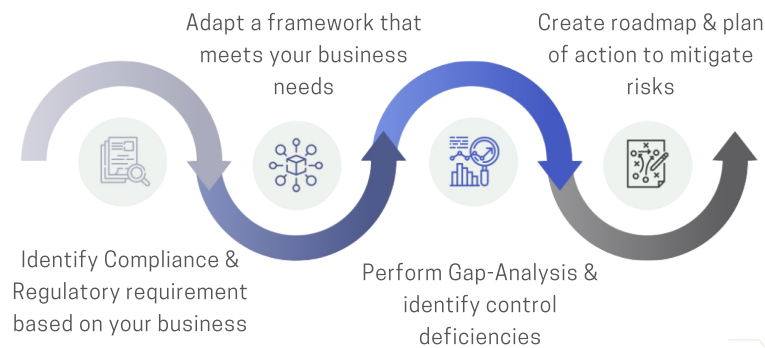 Adapt a framework that
meets your business
needs
Create roadmap & plan
of action to mitigate
risks
Identify Compliance &
Regulatory requirement
based on your business
Perform Gap-Analysis &
identify control
deficiencies